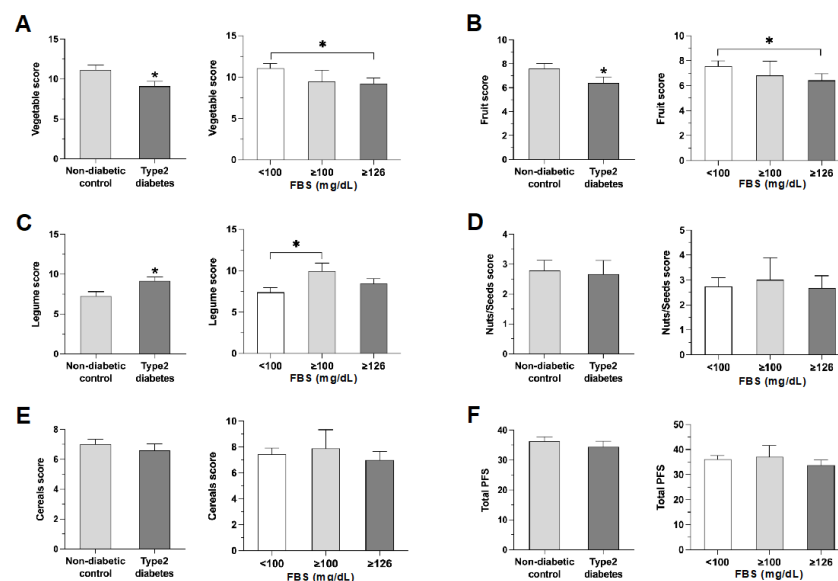 A
Vegetable score
15
10
5
0
Non-diabetic control
*
Type2 diabetes
Vegetable score
15
10
5
0
*
<100
≥100
≥126
FBS (mg/dL)
B
Fruit score
10
8
6
4
2
0
Non-diabetic control
*
Type2 diabetes
Fruit score
10
8
6
4
2
0
*
<100
≥100
≥126
FBS (mg/dL)
C
Legume score
15
10
5
0
Non-diabetic control
*
Type2 diabetes
Legume score
15
10
5
0
*
<100
≥100
≥126
FBS (mg/dL)
D
Nuts/Seeds score
4
3
2
1
0
Non-diabetic control
Type2 diabetes
Nuts/Seeds score
5
4
3
2
1
0
<100
≥100
≥126
FBS (mg/dL)
E
Cereals score
8
6
4
2
0
Non-diabetic control
Type2 diabetes
Cereals score
10
8
6
4
2
0
<100
≥100
≥126
FBS (mg/dL)
F
Total PFS
40
30
20
10
0
Non-diabetic control
Type2 diabetes
Total PFS
50
40
30
20
10
0
<100
≥100
≥126
FBS (mg/dL)